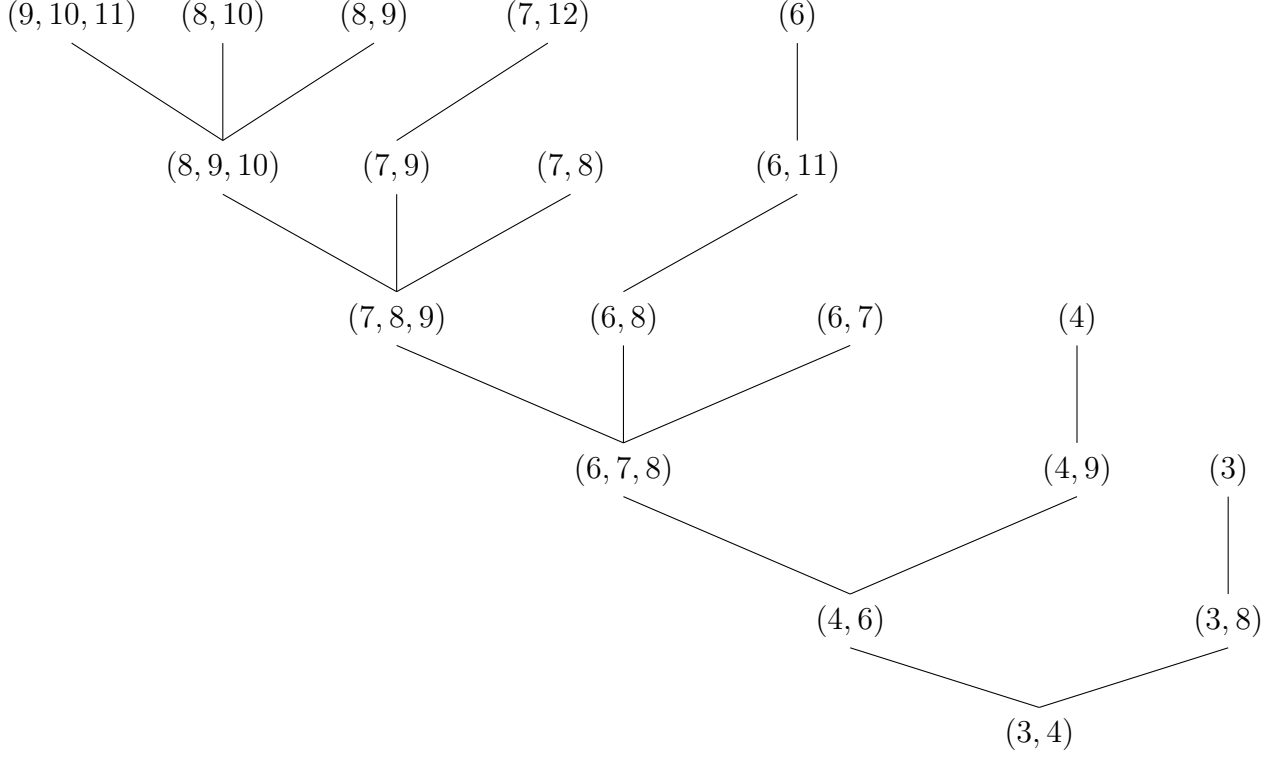 (9, 10, 11) (8, 10) (8, 9) (7, 12) (6)
(8, 9, 10) (7, 9) (7, 8) (6, 11)
(7, 8, 9) (6, 8) (6, 7) (4)
(6, 7, 8) (4, 9) (3)
(4, 6) (3, 8)
(3, 4)